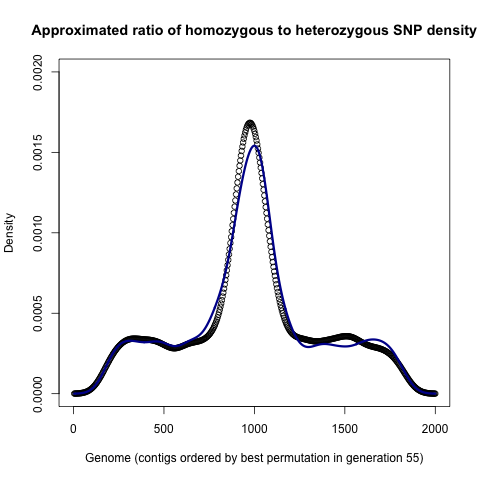 Approximated ratio of homozygous to heterozygous SNP density
0.0020
0.0015
0.0010
0.0005
0.0000
Density
0 500 1000 1500 2000
Genome (contigs ordered by best permutation in generation 55)